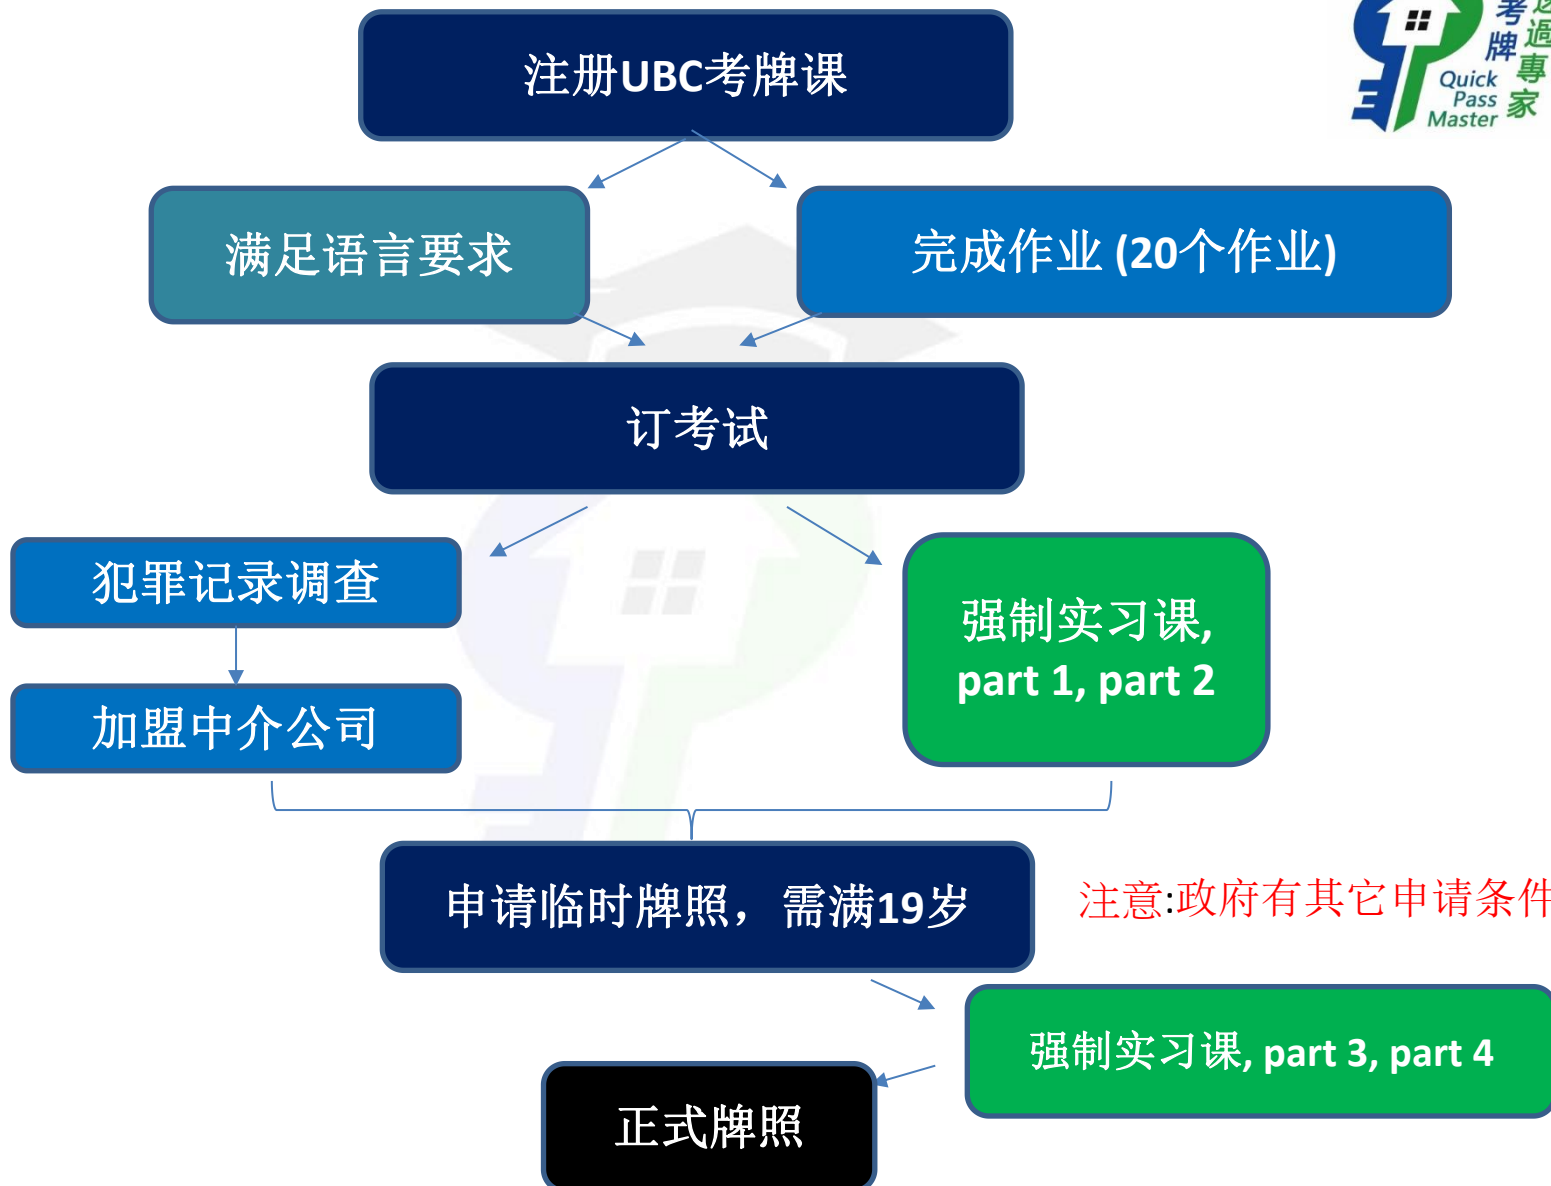 注册UBC考牌课
考
過
牌
專
Quick
Pass
家
Master
满足语言要求
完成作业 (20个作业)
订考试
犯罪记录调查
强制实习课,
part 1, part 2
加盟中介公司
申请临时牌照，需满19岁
注意:政府有其它申请条件
强制实习课, part 3, part 4
正式牌照